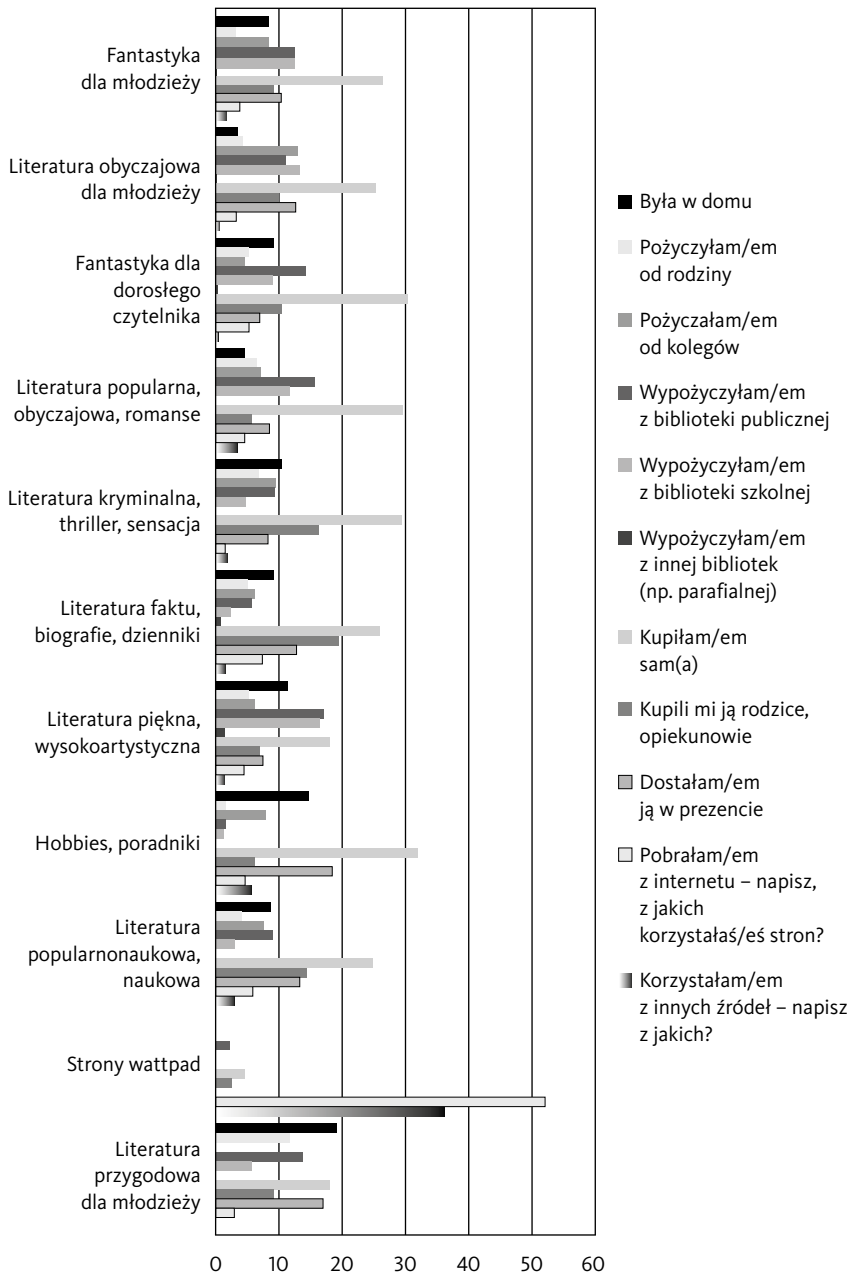 Fantastyka
dla młodzieży
Literatura obyczajowa
dla młodzieży
Fantastyka dla
dorosłego
czytelnika
Literatura popularna,
obyczajowa, romanse
Literatura kryminalna,
thriller, sensacja
Literatura faktu,
biografie, dzienniki
Literatura piękna,
wysokoartystyczna
Hobbies, poradniki
Literatura
popularnonaukowa,
naukowa
Strony wattpad
Literatura
przygodowa
dla młodzieży
0 10 20 30 40 50 60
Była w domu
Pożyczyłam/em
od rodziny
Pożyczałam/em
od kolegów
Wypożyczyłam/em
z biblioteki publicznej
Wypożyczyłam/em
z biblioteki szkolnej
Wypożyczyłam/em
z innej bibliotek
(np. parafialnej)
Kupiłam/em
sam(a)
Kupili mi ją rodzice,
opiekunowie
Dostałam/em
ją w prezencie
Pobrałam/em
z internetu – napisz,
z jakich
korzystałaś/eś stron?
Korzystałam/em
z innych źródeł – napisz
z jakich?